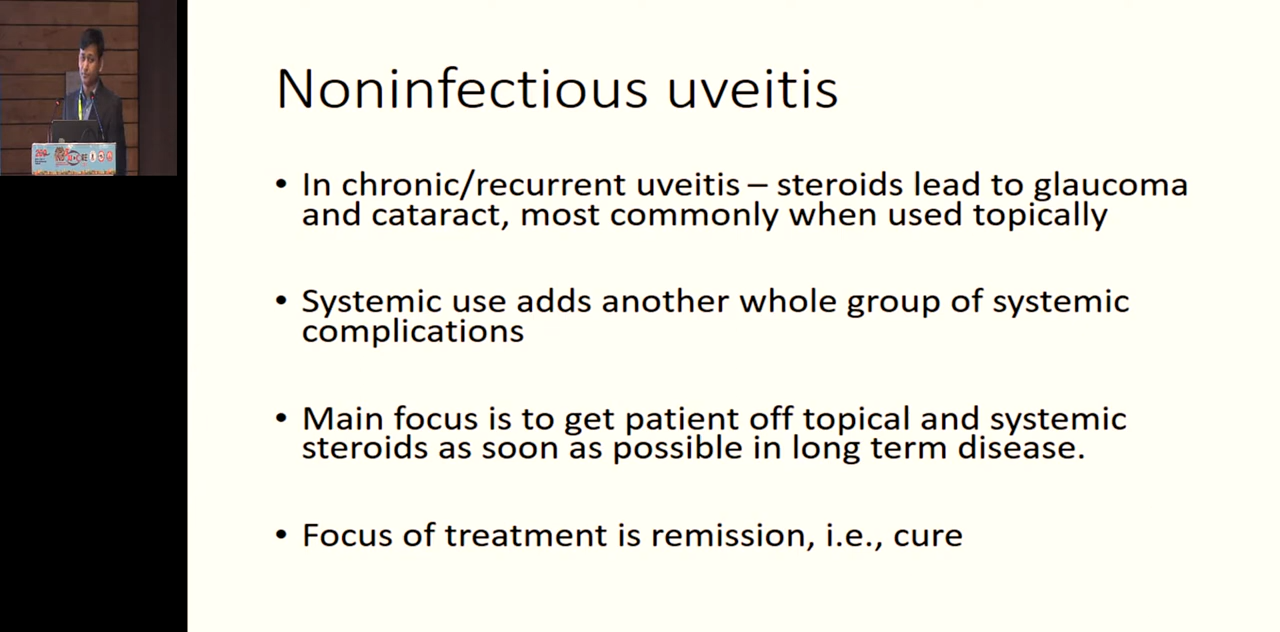 Noninfectious uveitis
• In chronic/recurrent uveitis – steroids lead to glaucoma
and cataract, most commonly when used topically
• Systemic use adds another whole group of systemic
complications
• Main focus is to get patient off topical and systemic
steroids as soon as possible in long term disease.
• Focus of treatment is remission, i.e., cure